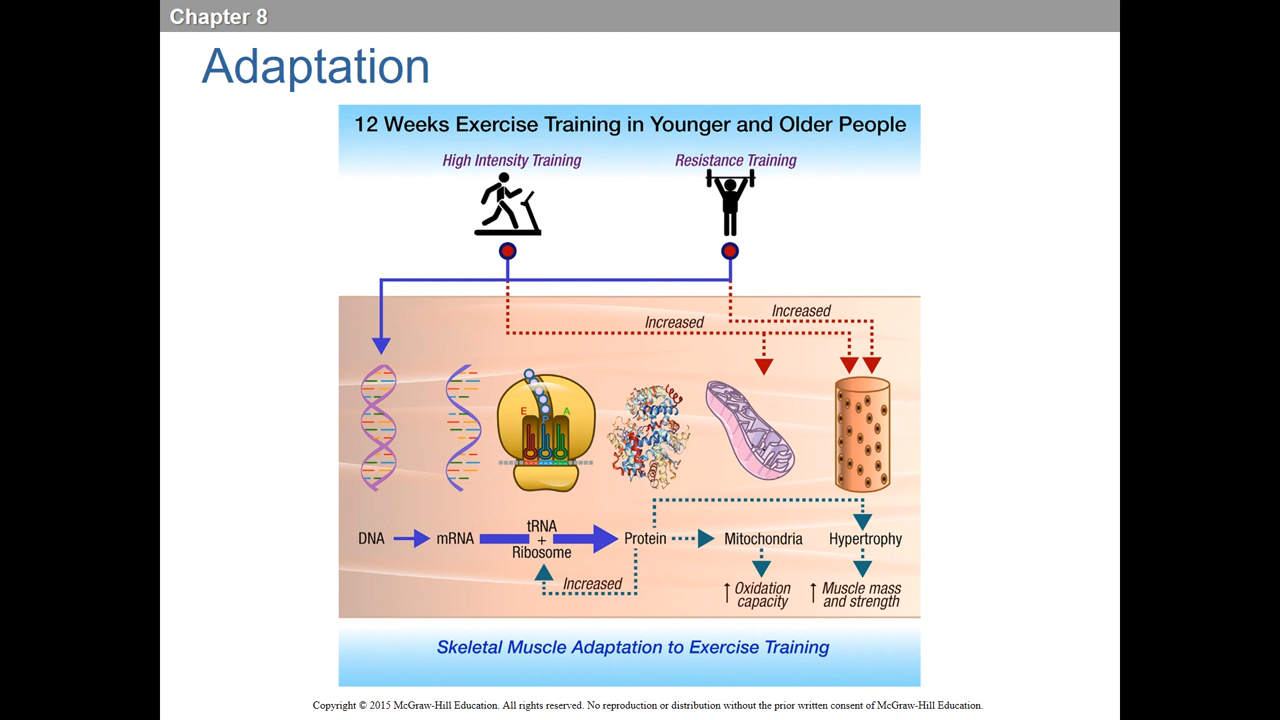 Chapter 8
Adaptation
12 Weeks Exercise Training in Younger and Older People
High Intensity Training
Resistance Training
Increased
Increased
E P A
DNA
mRNA
tRNA
+
Ribosome
Protein
Mitochondria
Hypertrophy
Increased
↑ Oxidation
capacity
↑ Muscle mass
and strength
Skeletal Muscle Adaptation to Exercise Training
Copyright © 2015 McGraw-Hill Education. All rights reserved. No reproduction or distribution without the prior written consent of McGraw-Hill Education.